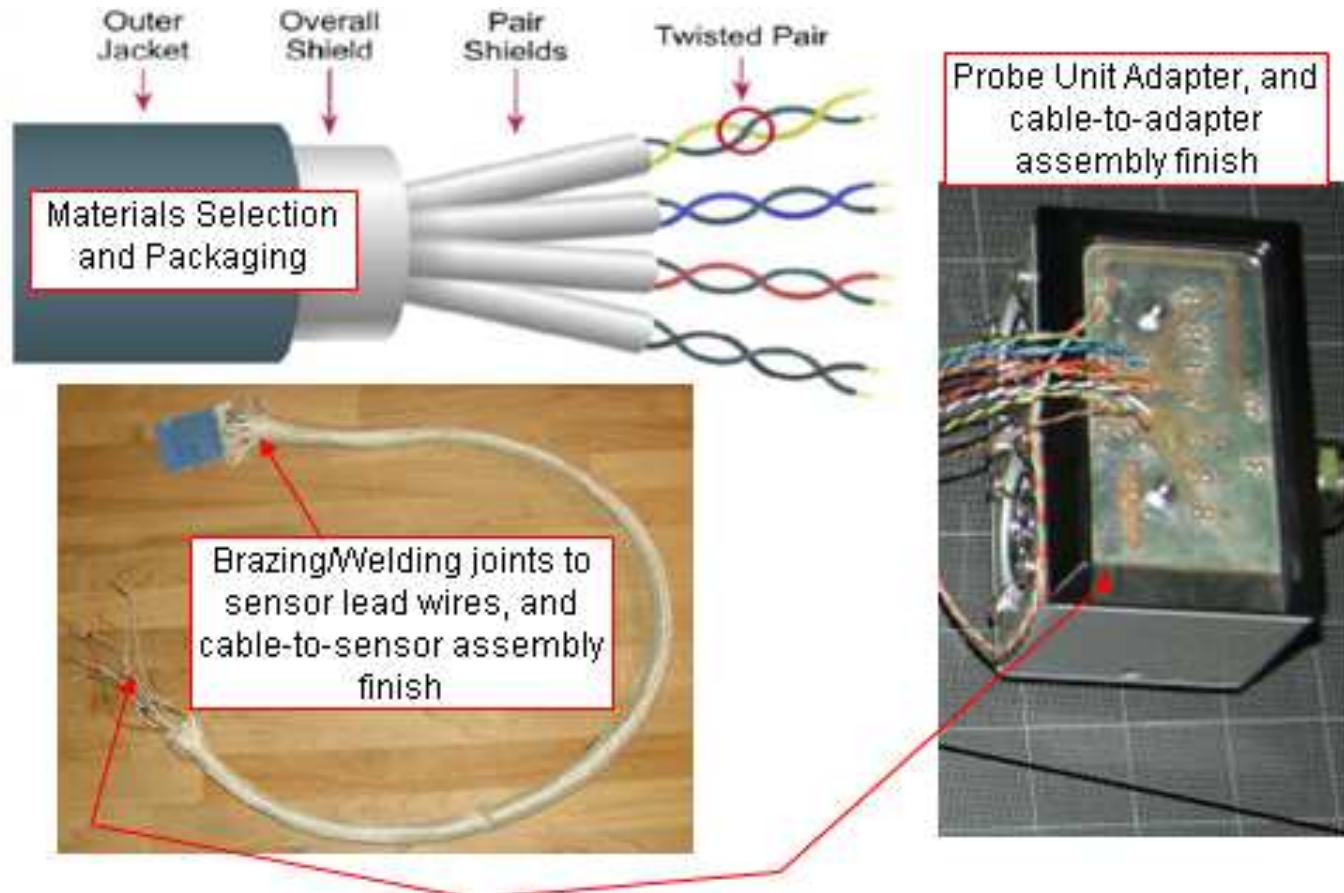 Outer
Jacket
Overall
Shield
Pair
Shields
Twisted Pair
Probe Unit Adapter, and
cable-to-adapter
assembly finish
Materials Selection
and Packaging
Brazing/Welding joints to
sensor lead wires, and
cable-to-sensor assembly
finish